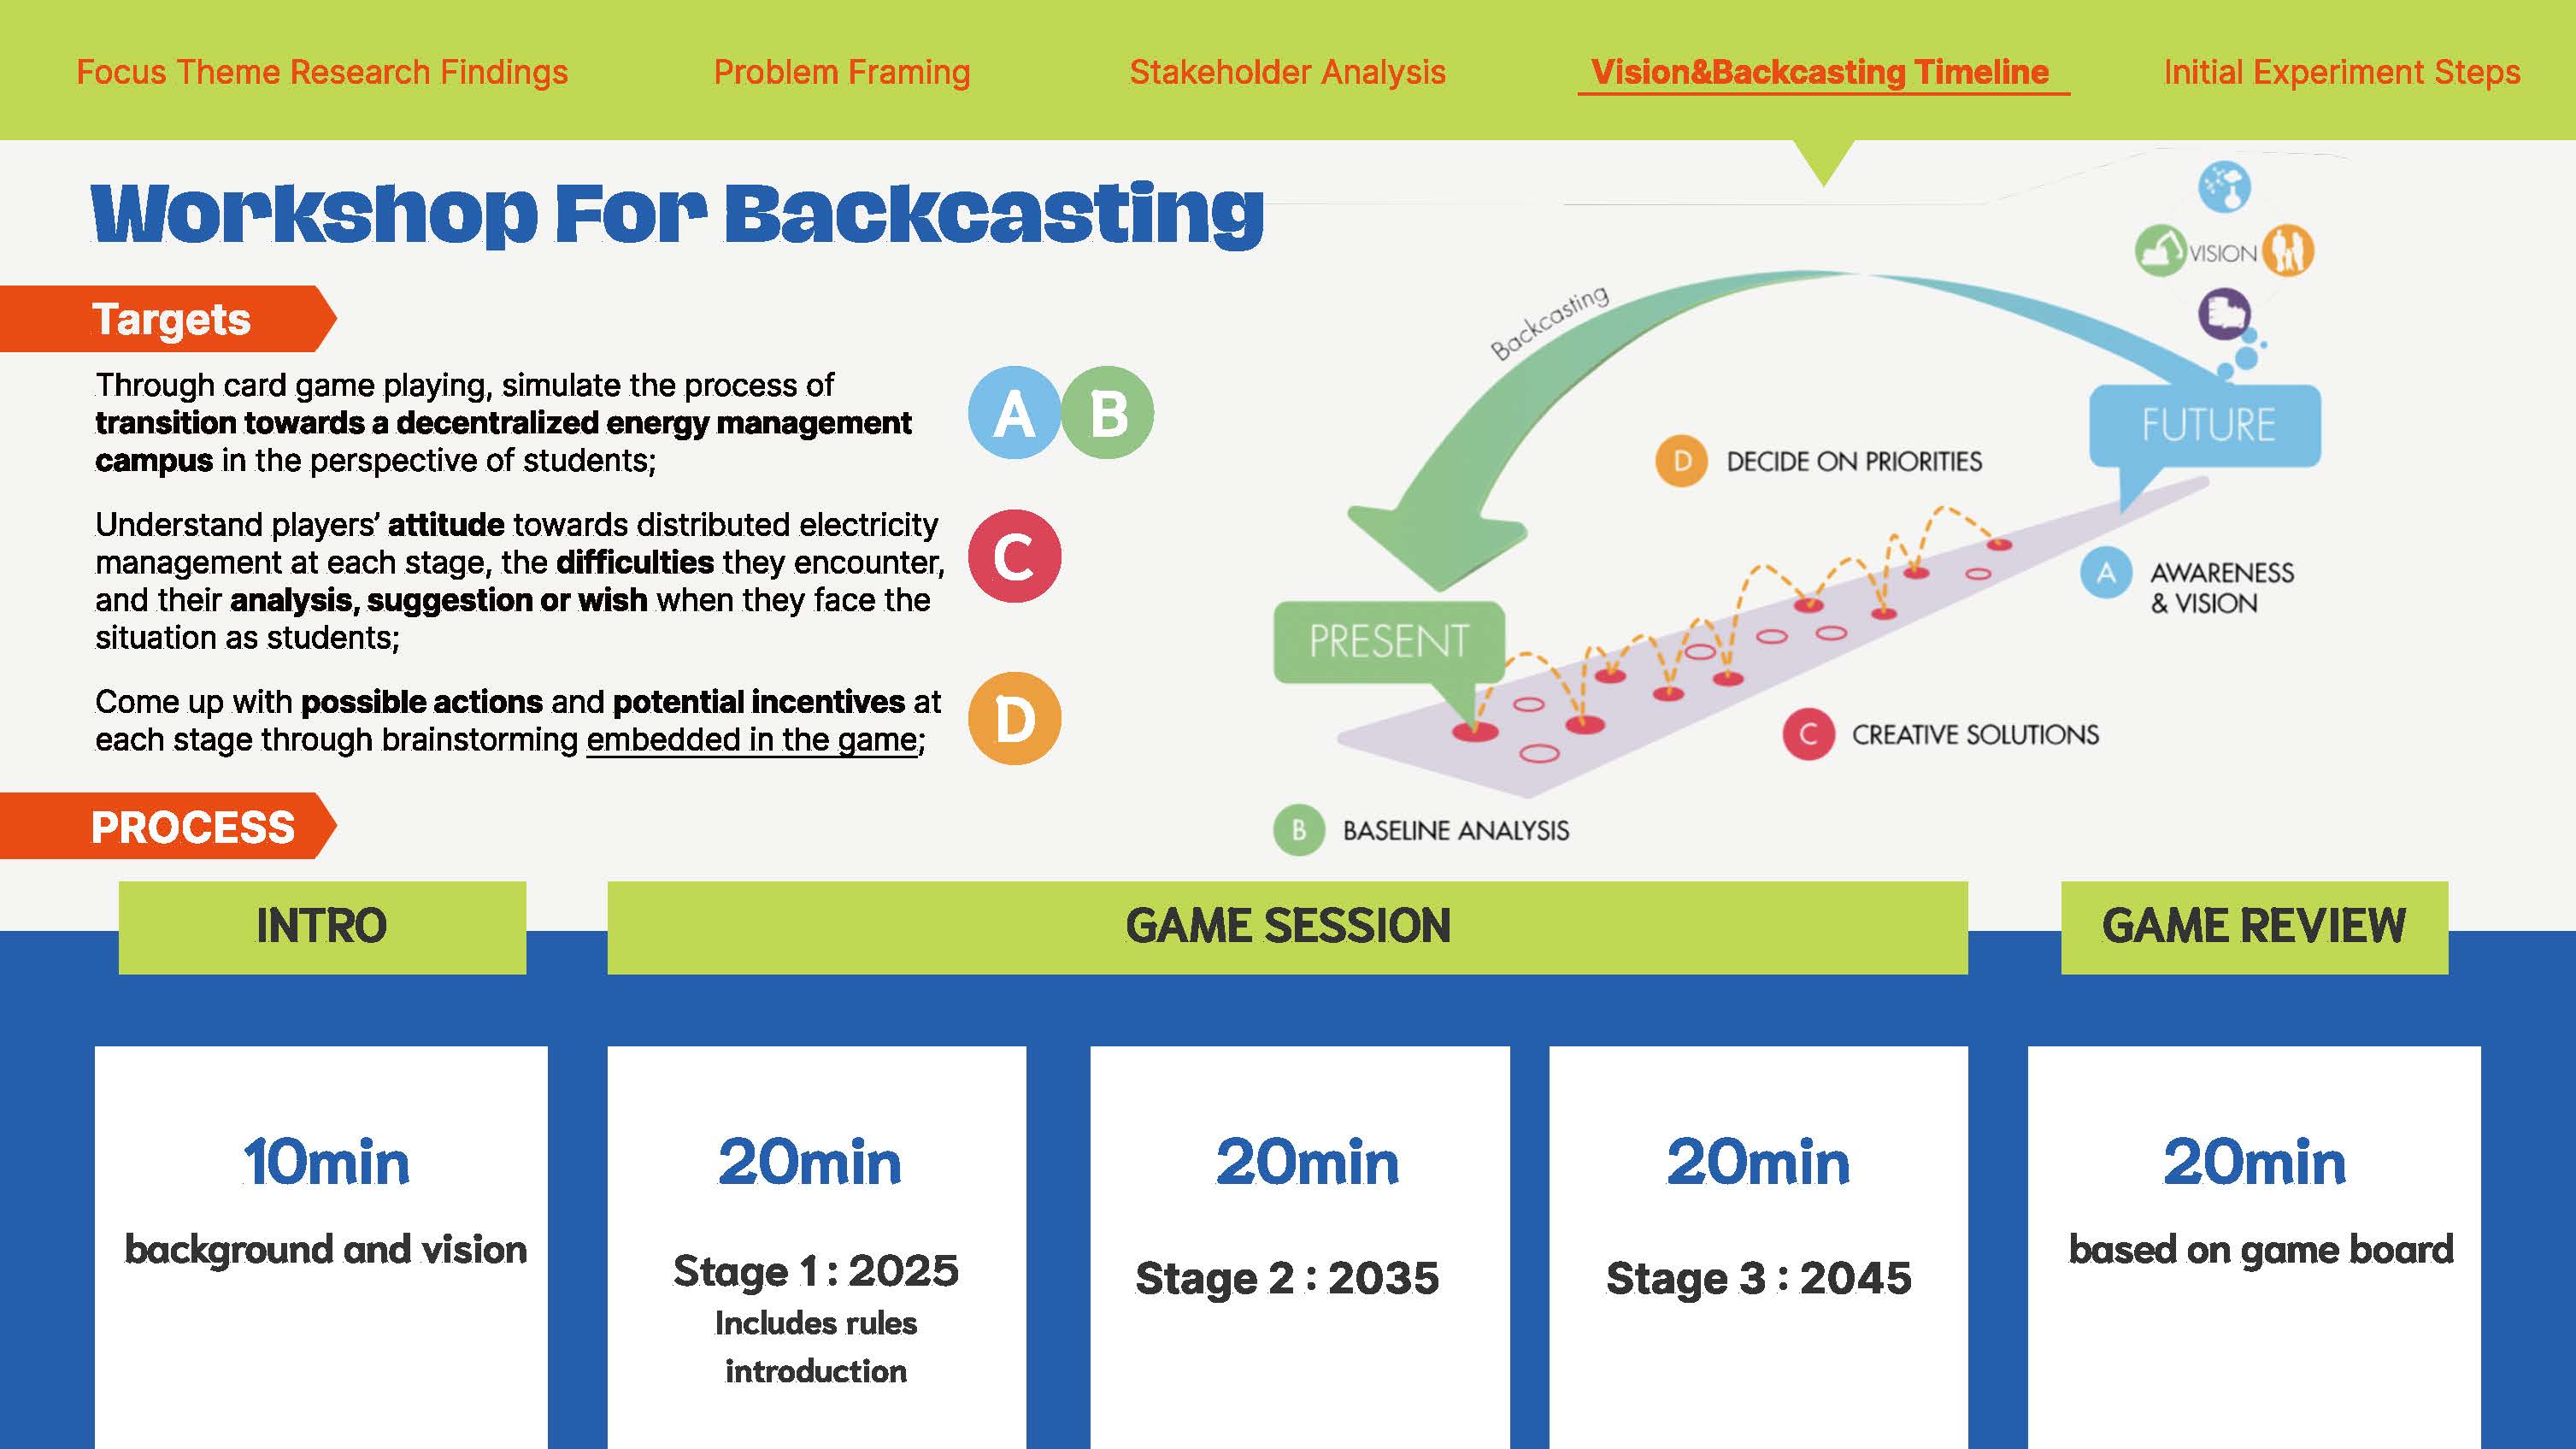 Focus Theme Research Findings
Problem Framing
Stakeholder Analysis
Vision&Backcasting Timeline
Initial Experiment Steps
Workshop For Backcasting
Targets
Through card game playing, simulate the process of
transition towards a decentralized energy management
campus in the perspective of students;
A B
Understand players’ attitude towards distributed electricity
management at each stage, the difficulties they encounter,
and their analysis, suggestion or wish when they face the
situation as students;
C
Come up with possible actions and potential incentives at
each stage through brainstorming embedded in the game;
D
VISION
Backcasting
FUTURE
D DECIDE ON PRIORITIES
A AWARENESS
& VISION
PRESENT
C CREATIVE SOLUTIONS
B BASELINE ANALYSIS
PROCESS
INTRO
GAME SESSION
GAME REVIEW
10min
background and vision
20min
Stage 1 : 2025
Includes rules
introduction
20min
Stage 2 : 2035
20min
Stage 3 : 2045
20min
based on game board